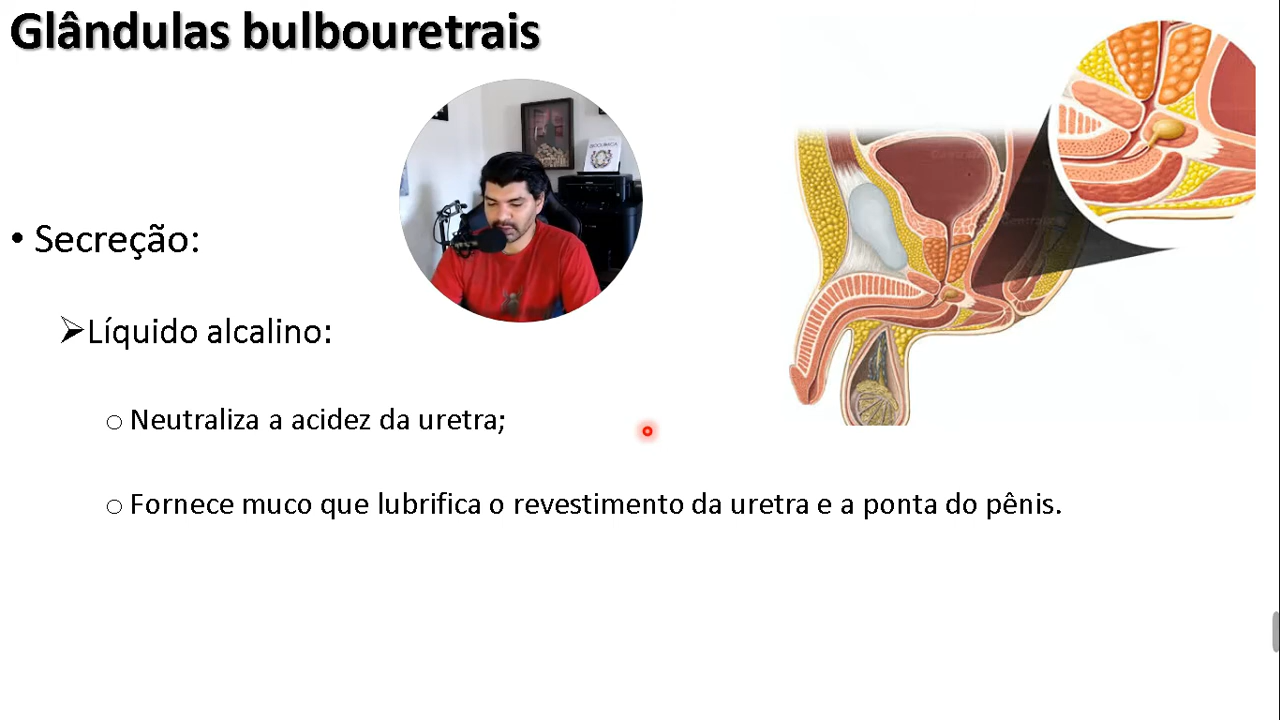 Glândulas bulbouretrais
• Secreção:
➢Líquido alcalino:
○ Neutraliza a acidez da uretra;
○ Fornece muco que lubrifica o revestimento da uretra e a ponta do pênis.